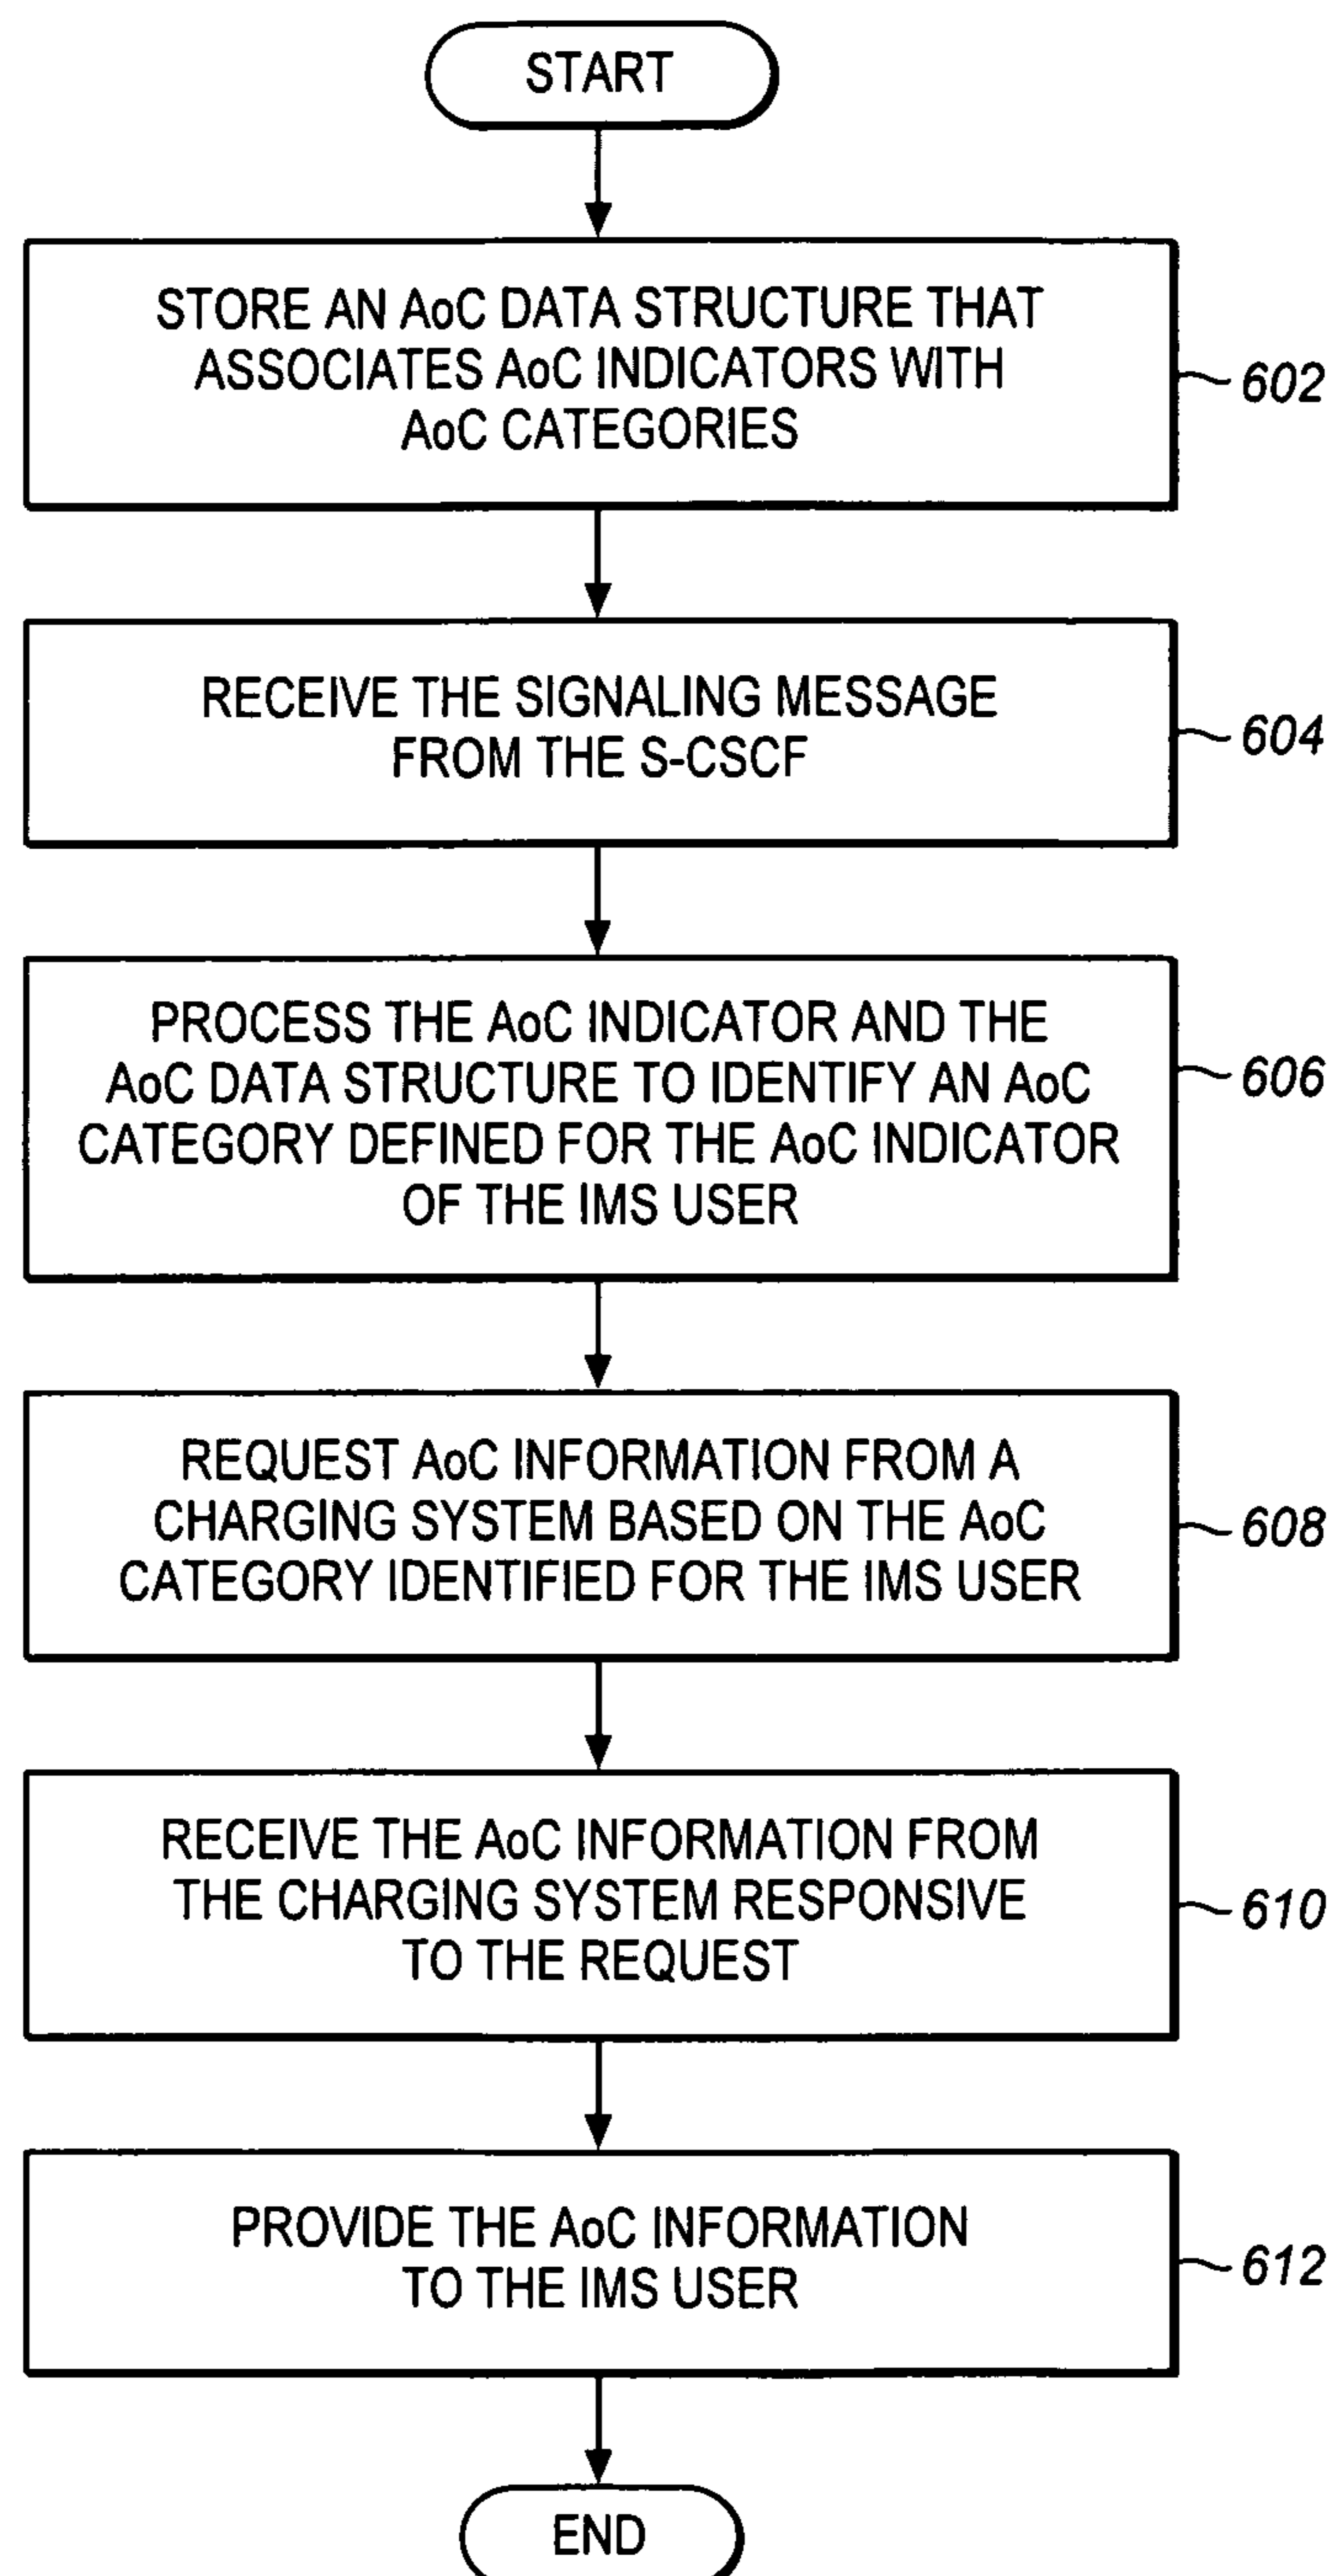 START
STORE AN AoC DATA STRUCTURE THAT
ASSOCIATES AoC INDICATORS WITH
AoC CATEGORIES
602
RECEIVE THE SIGNALING MESSAGE
FROM THE S-CSCF
604
PROCESS THE AoC INDICATOR AND THE
AoC DATA STRUCTURE TO IDENTIFY AN AoC
CATEGORY DEFINED FOR THE AoC INDICATOR
OF THE IMS USER
606
REQUEST AoC INFORMATION FROM A
CHARGING SYSTEM BASED ON THE AoC
CATEGORY IDENTIFIED FOR THE IMS USER
608
RECEIVE THE AoC INFORMATION FROM
THE CHARGING SYSTEM RESPONSIVE
TO THE REQUEST
610
PROVIDE THE AoC INFORMATION
TO THE IMS USER
612
END